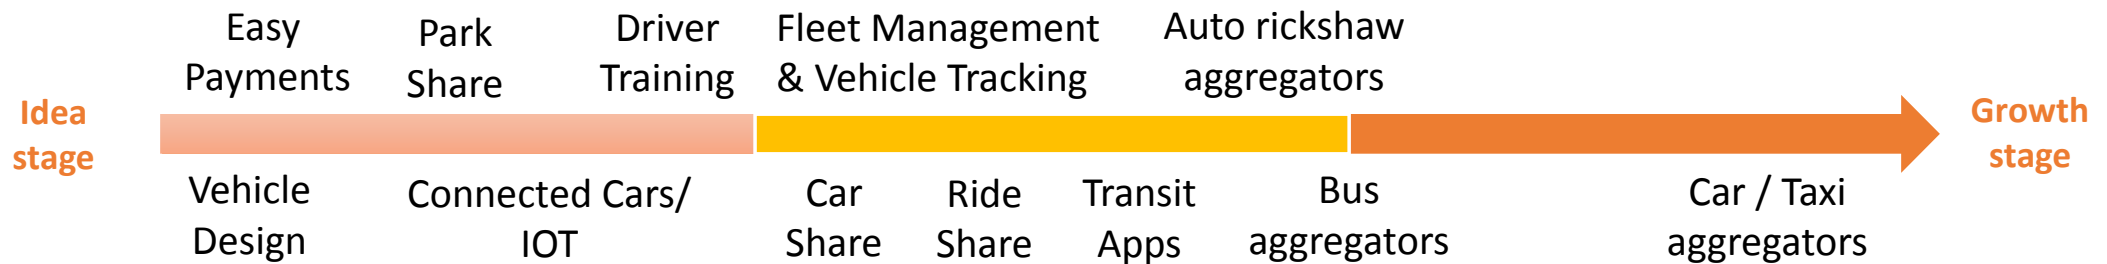 Easy
Payments
Park
Share
Driver
Training
Fleet Management
& Vehicle Tracking
Auto rickshaw
aggregators
Idea
stage
Growth
stage
Vehicle
Design
Connected Cars/
IOT
Car
Share
Ride
Share
Transit
Apps
Bus
aggregators
Car / Taxi
aggregators